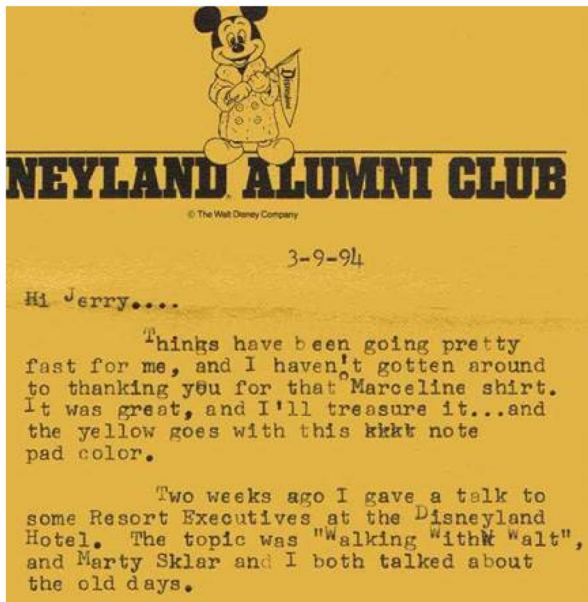 Disneyland
NEYLAND ALUMNI CLUB
© The Walt Disney Company
3-9-94
Hi Jerry....
Things have been going pretty
fast for me, and I haven't gotten around
to thanking you for that Marceline shirt.
It was great, and I'll treasure it...and
the yellow goes with this kkkt note
pad color.
Two weeks ago I gave a talk to
some Resort Executives at the Disneyland
Hotel. The topic was "Walking Withk Walt",
and Marty Sklar and I both talked about
the old days.